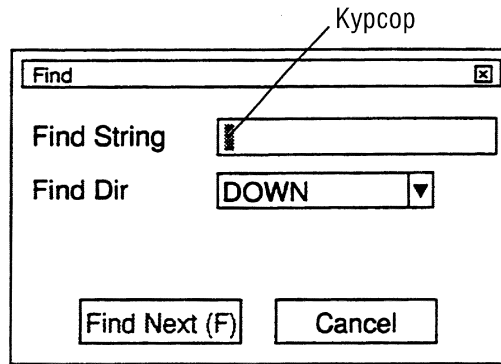 Курсор
Find
Find String
Find Dir DOWN
Find Next (F) Cancel